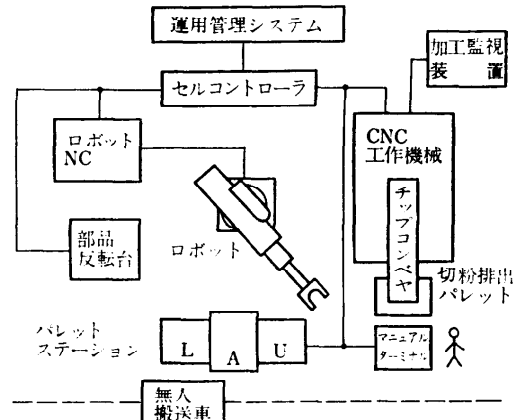 運用管理システム
加工監視
装置
セルコントローラ
ロボット
NC
CNC
工作機械
チップコンベヤ
部品
反転台
ロボット
切粉排出
パレット
パレット
ステーション
L A U
マニュアル
ターミナル
無人
搬送車